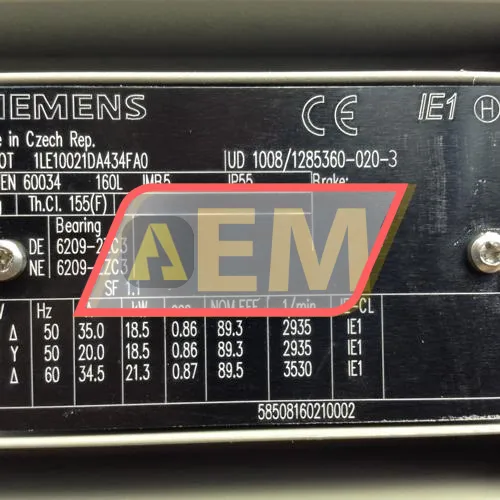 SIEMENS CE IE1 H
in Czech Rep.
1LE10021DA434FA0 UD 1008/1285360-020-3
EN 60034 160L IMB5 IP55 Brake:
Th.Cl. 155(F)
Bearing
DE 6209-2ZC3
NE 6209-2ZC3
AEM
SF 1.1
V Hz A kW cos NOM.EFF 1/min IE-CL
Δ 50 35.0 18.5 0.86 89.3 2935 IE1
Y 50 20.0 18.5 0.86 89.3 2935 IE1
Δ 60 34.5 21.3 0.87 89.5 3530 IE1
58508160210002